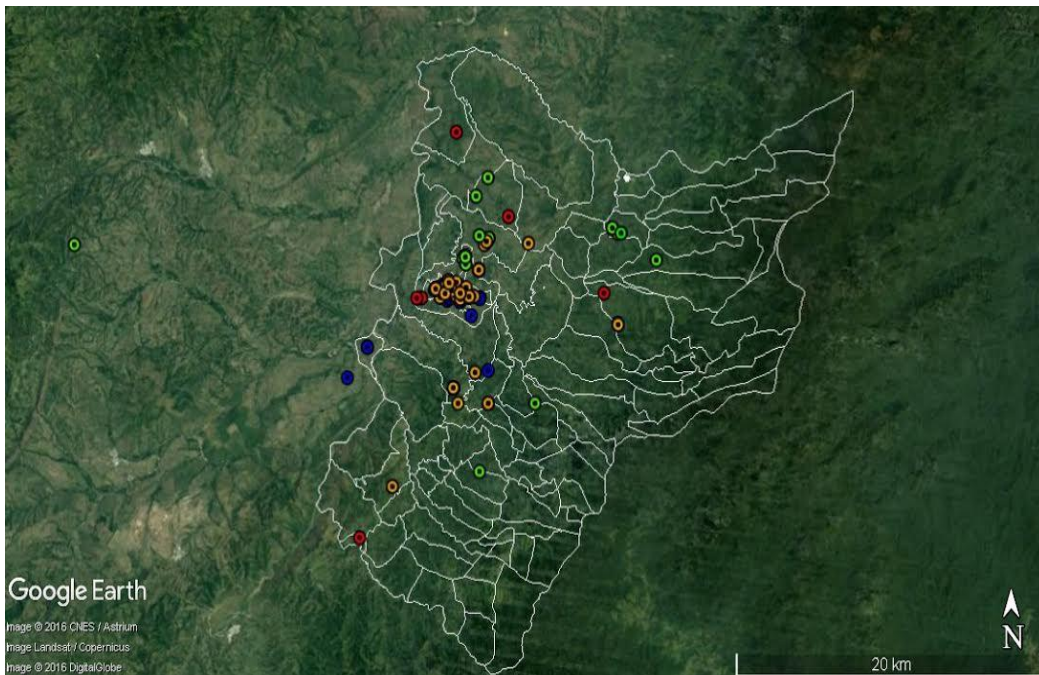 Google Earth
Image © 2016 CNES / Astrium
Image Landsat / Copernicus
Image © 2016 DigitalGlobe
N
20 km